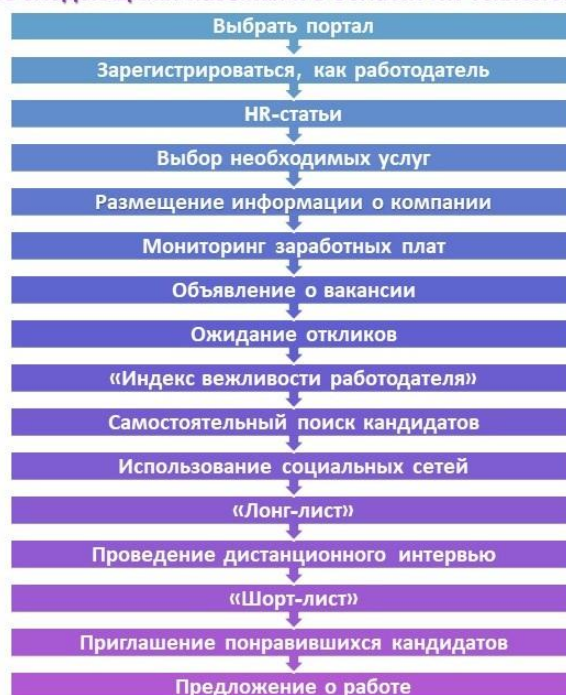 Выбрать портал
Зарегистрироваться, как работодатель
HR-статьи
Выбор необходимых услуг
Размещение информации о компании
Мониторинг заработных плат
Объявление о вакансии
Ожидание откликов
«Индекс вежливости работодателя»
Самостоятельный поиск кандидатов
Использование социальных сетей
«Лонг-лист»
Проведение дистанционного интервью
«Шорт-лист»
Приглашение понравившихся кандидатов
Предложение о работе